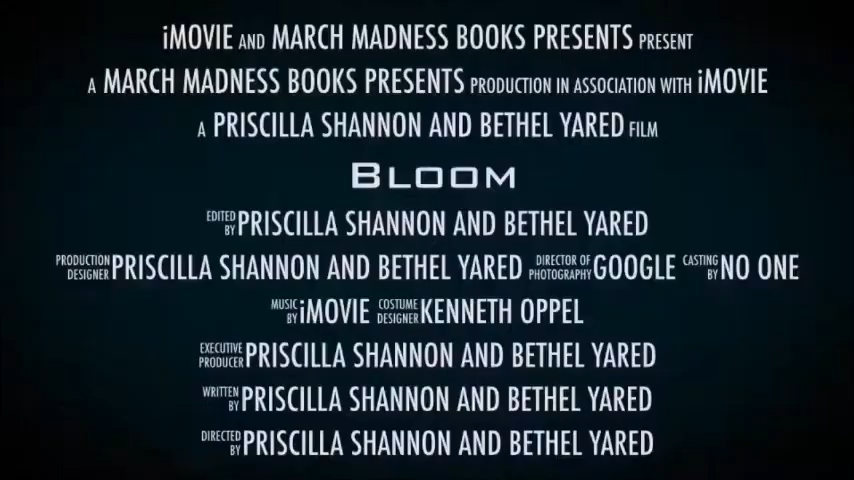 iMOVIE AND MARCH MADNESS BOOKS PRESENTS PRESENT
A MARCH MADNESS BOOKS PRESENTS PRODUCTION IN ASSOCIATION WITH iMOVIE
A PRISCILLA SHANNON AND BETHEL YARED FILM
BLOOM
EDITED BY PRISCILLA SHANNON AND BETHEL YARED
PRODUCTION DESIGNER PRISCILLA SHANNON AND BETHEL YARED DIRECTOR OF PHOTOGRAPHY GOOGLE CASTING BY NO ONE
MUSIC BY iMOVIE COSTUME DESIGNER KENNETH OPPEL
EXECUTIVE PRODUCER PRISCILLA SHANNON AND BETHEL YARED
WRITTEN BY PRISCILLA SHANNON AND BETHEL YARED
DIRECTED BY PRISCILLA SHANNON AND BETHEL YARED